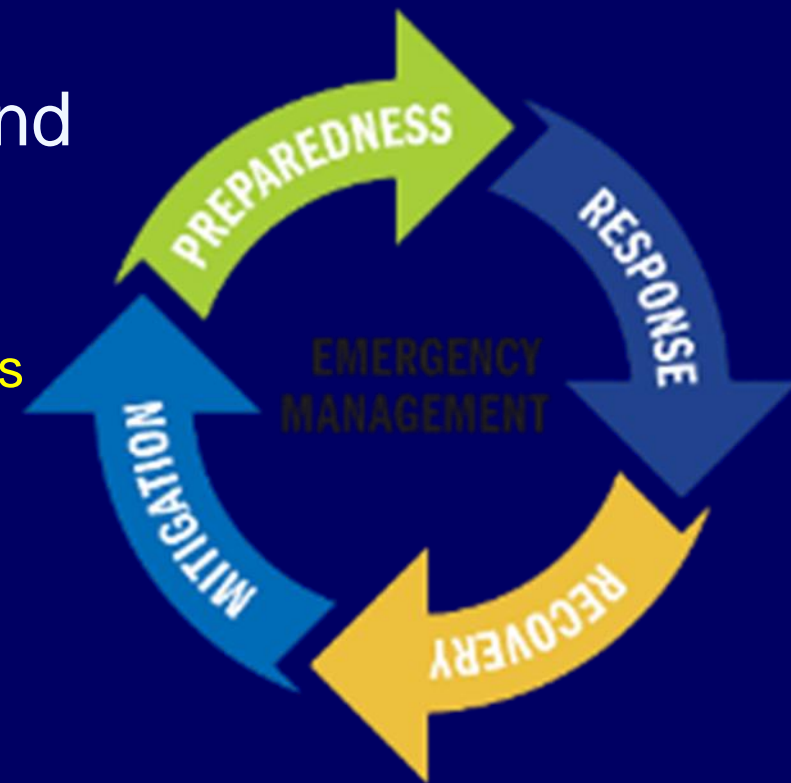 nd
s
PREPAREDNESS
RESPONSE
EMERGENCY
MANAGEMENT
MITIGATION
RECOVERY